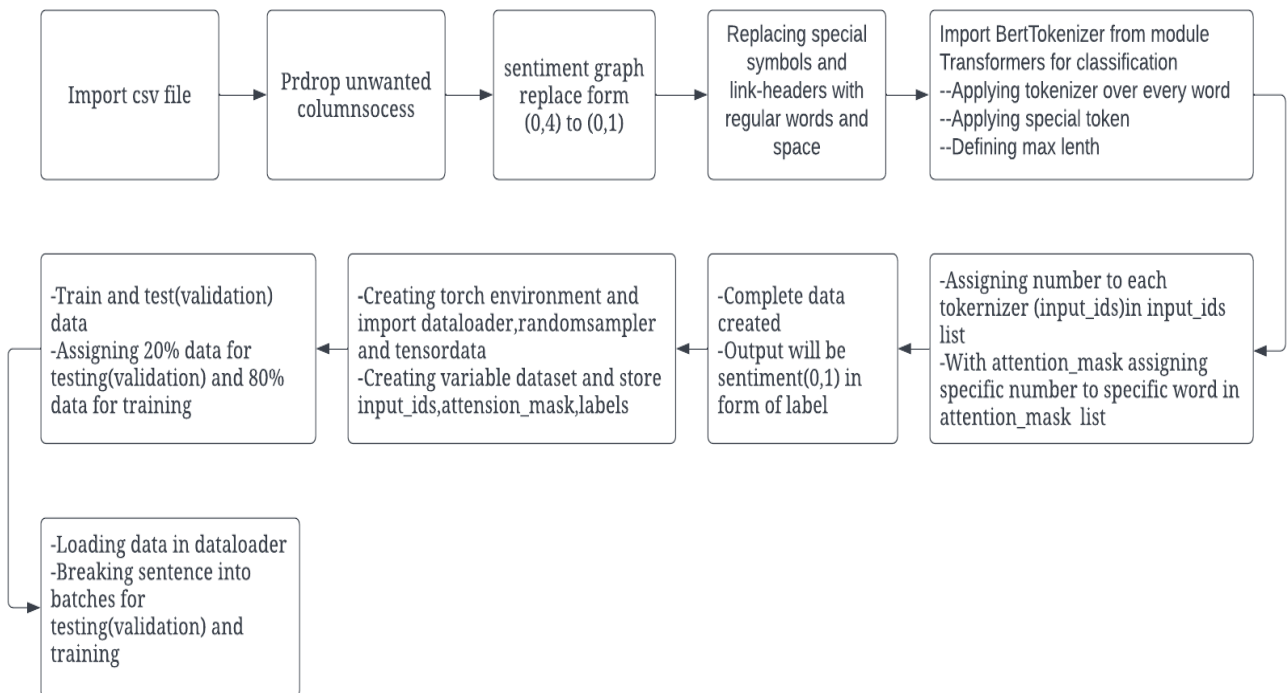 Import csv file
Prdrop unwanted
columnsocess
sentiment graph
replace form
(0,4) to (0,1)
Replacing special
symbols and
link-headers with
regular words and
space
Import BertTokenizer from module
Transformers for classification
--Applying tokenizer over every word
--Applying special token
--Defining max lenth
-Assigning number to each
tokernizer (input_ids)in input_ids
list
-With attention_mask assigning
specific number to specific word in
attention_mask list
-Complete data
created
-Output will be
sentiment(0,1) in
form of label
-Creating torch environment and
import dataloader,randomsampler
and tensordata
-Creating variable dataset and store
input_ids,attension_mask,labels
-Train and test(validation)
data
-Assigning 20% data for
testing(validation) and 80%
data for training
-Loading data in dataloader
-Breaking sentence into
batches for
testing(validation) and
training